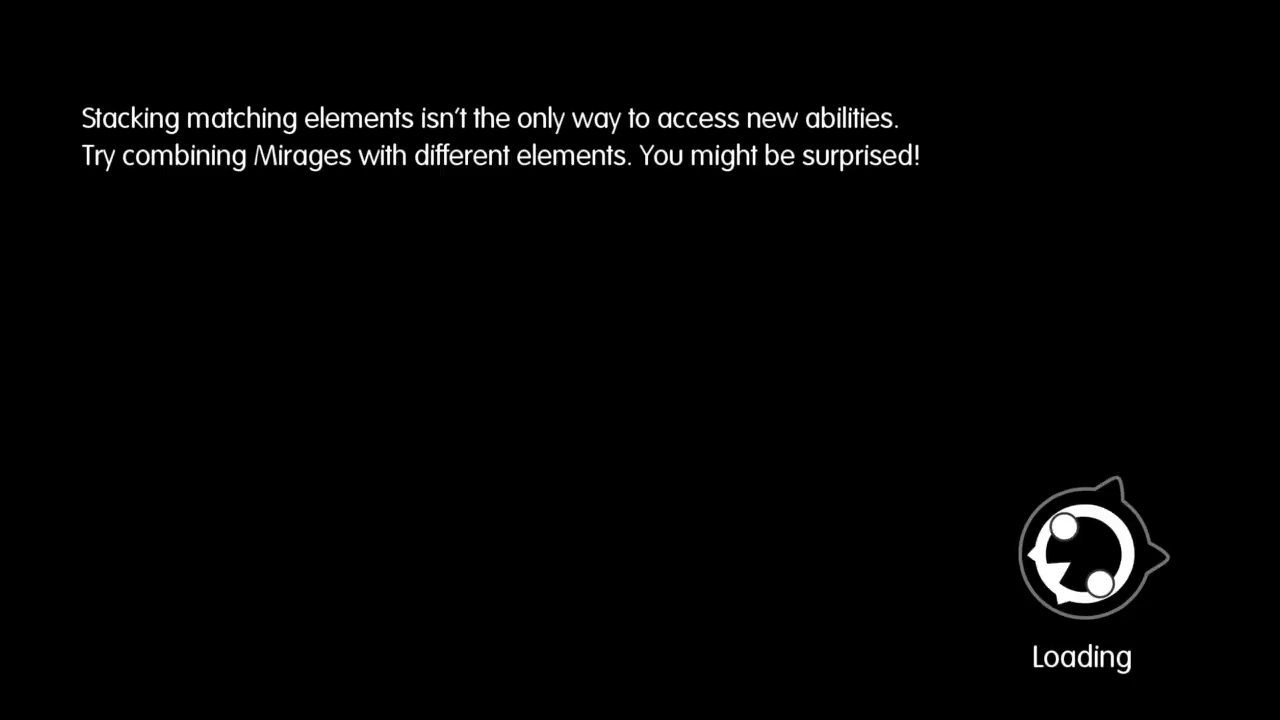 Stacking matching elements isn't the only way to access new abilities.
Try combining Mirages with different elements. You might be surprised!
Loading